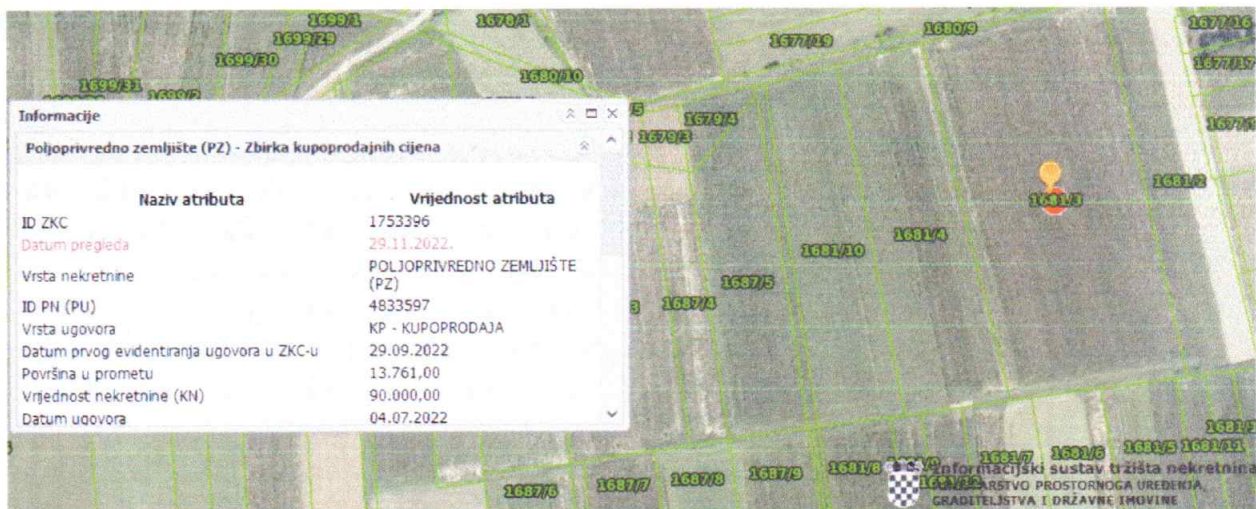 1699/1
1678/1
1699/29
1699/30
1699/31
1680/10
1677/19
1680/9
1677/16
1677/17
Informacije
Poljoprivredno zemljište (PZ) - Zbirka kupoprodajnih cijena
Naziv atributa Vrijednost atributa
ID ZKC 1753396
Datum pregleda 29.11.2022.
Vrsta nekretnine POLJOPRIVREDNO ZEMLJIŠTE
(PZ)
ID PN (PU) 4833597
Vrsta ugovora KP - KUPOPRODAJA
Datum prvog evidentiranja ugovora u ZKC-u 29.09.2022
Površina u prometu 13.761,00
Vrijednost nekretnine (KN) 90.000,00
Datum ugovora 04.07.2022
1679/4
1679/3
1681/2
1681/3
1681/4
1681/10
1687/5
1687/4
1687/6
1687/7
1687/8
1687/9
1681/8
1681/7
1681/6
1681/5
1681/11
Informacijski sustav tržišta nekretnina
PROSTORNOGA UREĐENJA,
GRADITELJSTVA I DRŽAVNE IMOVINE